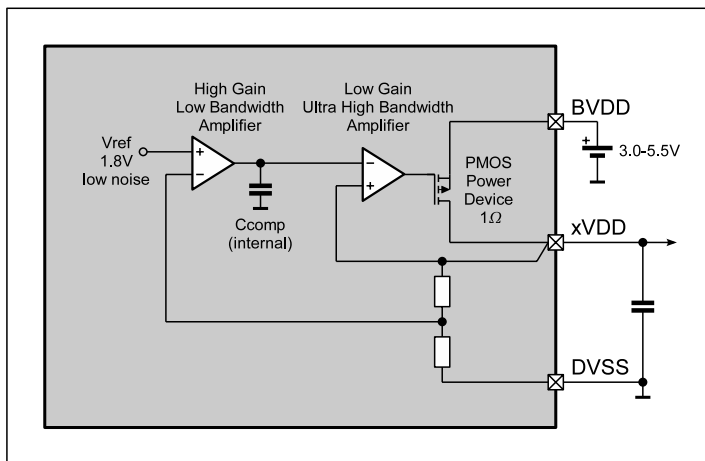 High Gain
Low Bandwidth
Amplifier
Low Gain
Ultra High Bandwidth
Amplifier
BVDD
Vref
1.8V
low noise
+
−
−
+
+
3.0-5.5V
PMOS
Power
Device
1Ω
Ccomp
(internal)
xVDD
DVSS